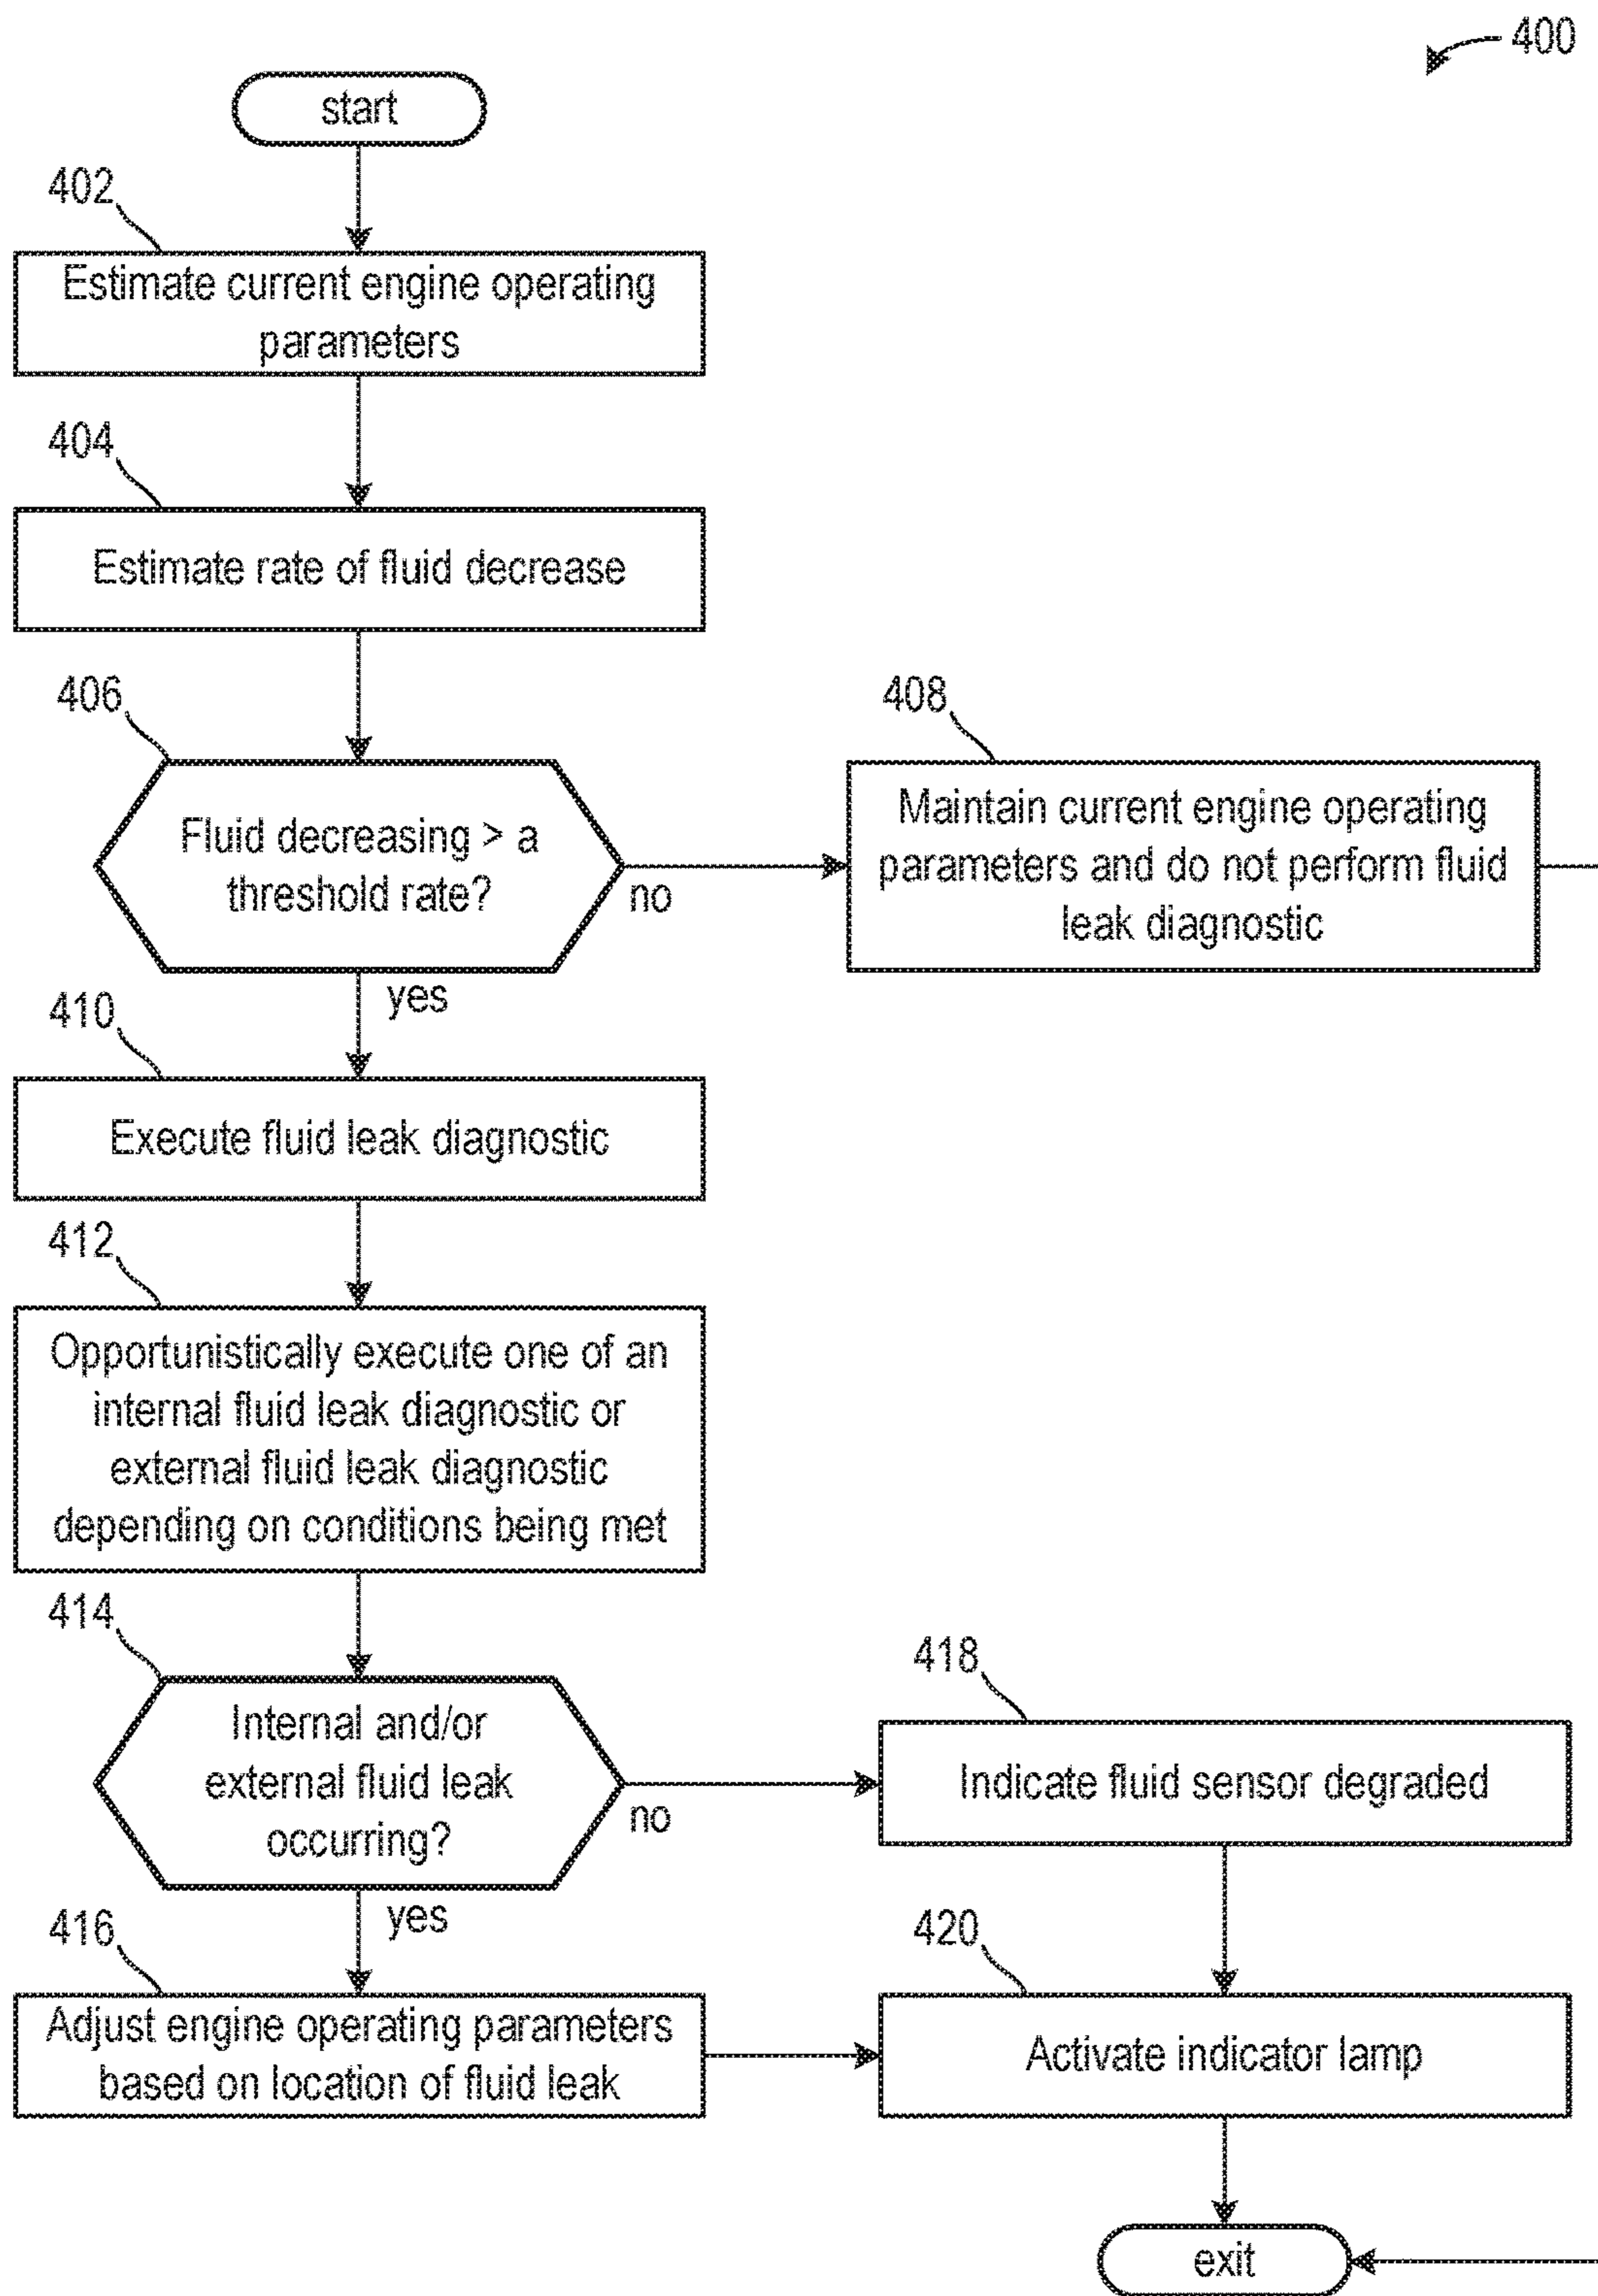 400
start
402
Estimate current engine operating
parameters
404
Estimate rate of fluid decrease
406
Fluid decreasing > a
threshold rate?
no
yes
408
Maintain current engine operating
parameters and do not perform fluid
leak diagnostic
410
Execute fluid leak diagnostic
412
Opportunistically execute one of an
internal fluid leak diagnostic or
external fluid leak diagnostic
depending on conditions being met
414
Internal and/or
external fluid leak
occurring?
no
yes
418
Indicate fluid sensor degraded
416
Adjust engine operating parameters
based on location of fluid leak
420
Activate indicator lamp
exit